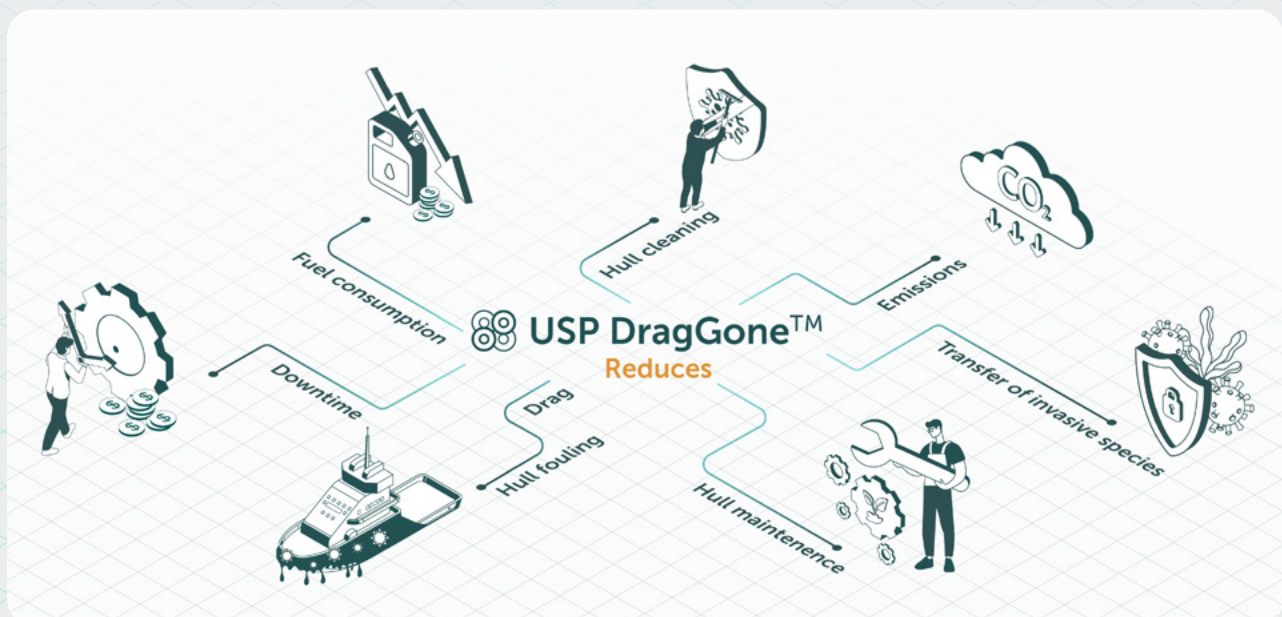 Fuel consumption
Hull cleaning
CO₂
Emissions
USP DragGone™
Reduces
Downtime
Drag
Hull fouling
Transfer of invasive species
Hull maintenence
$
$
$
$
$
$
$